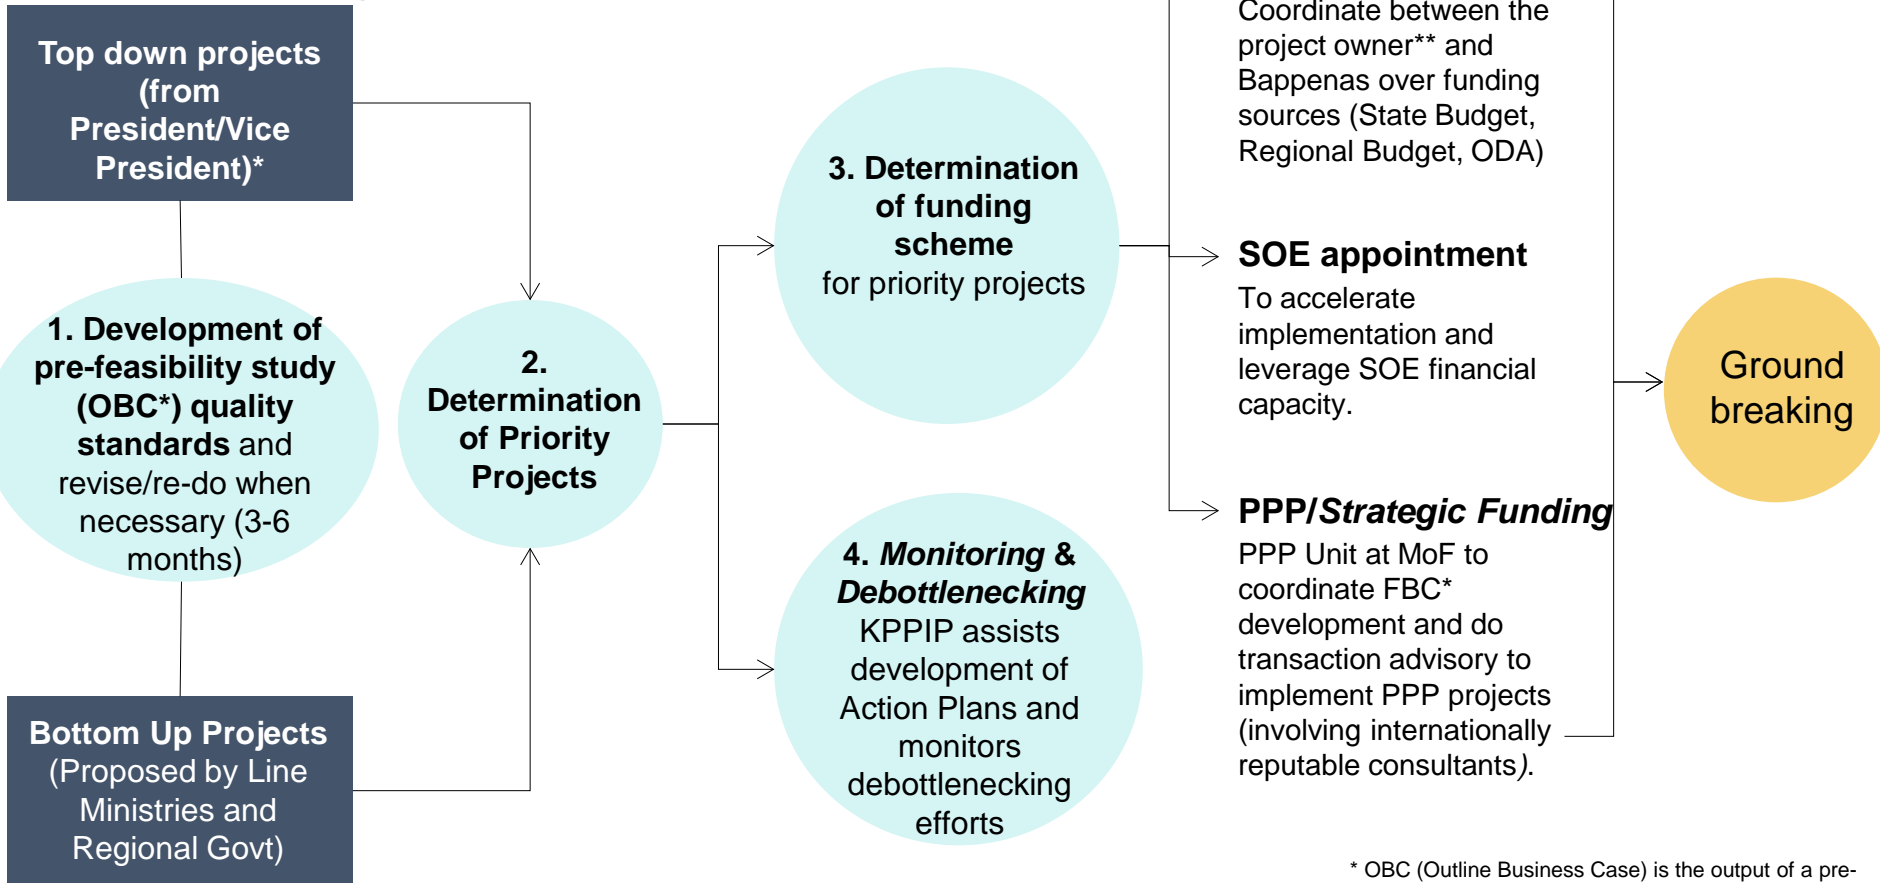 Top down projects
(from
President/Vice
President)*
1. Development of
pre-feasibility study
(OBC*) quality
standards and
revise/re-do when
necessary (3-6
months)
Bottom Up Projects
(Proposed by Line
Ministries and
Regional Govt)
2.
Determination
of Priority
Projects
3. Determination
of funding
scheme
for priority projects
4. Monitoring &
Debottlenecking
KPPIP assists
development of
Action Plans and
monitors
debottlenecking
efforts
Coordinate between the
project owner** and
Bappenas over funding
sources (State Budget,
Regional Budget, ODA)
SOE appointment
To accelerate
implementation and
leverage SOE financial
capacity.
PPP/Strategic Funding
PPP Unit at MoF to
coordinate FBC*
development and do
transaction advisory to
implement PPP projects
(involving internationally
reputable consultants).
Ground
breaking
* OBC (Outline Business Case) is the output of a pre-